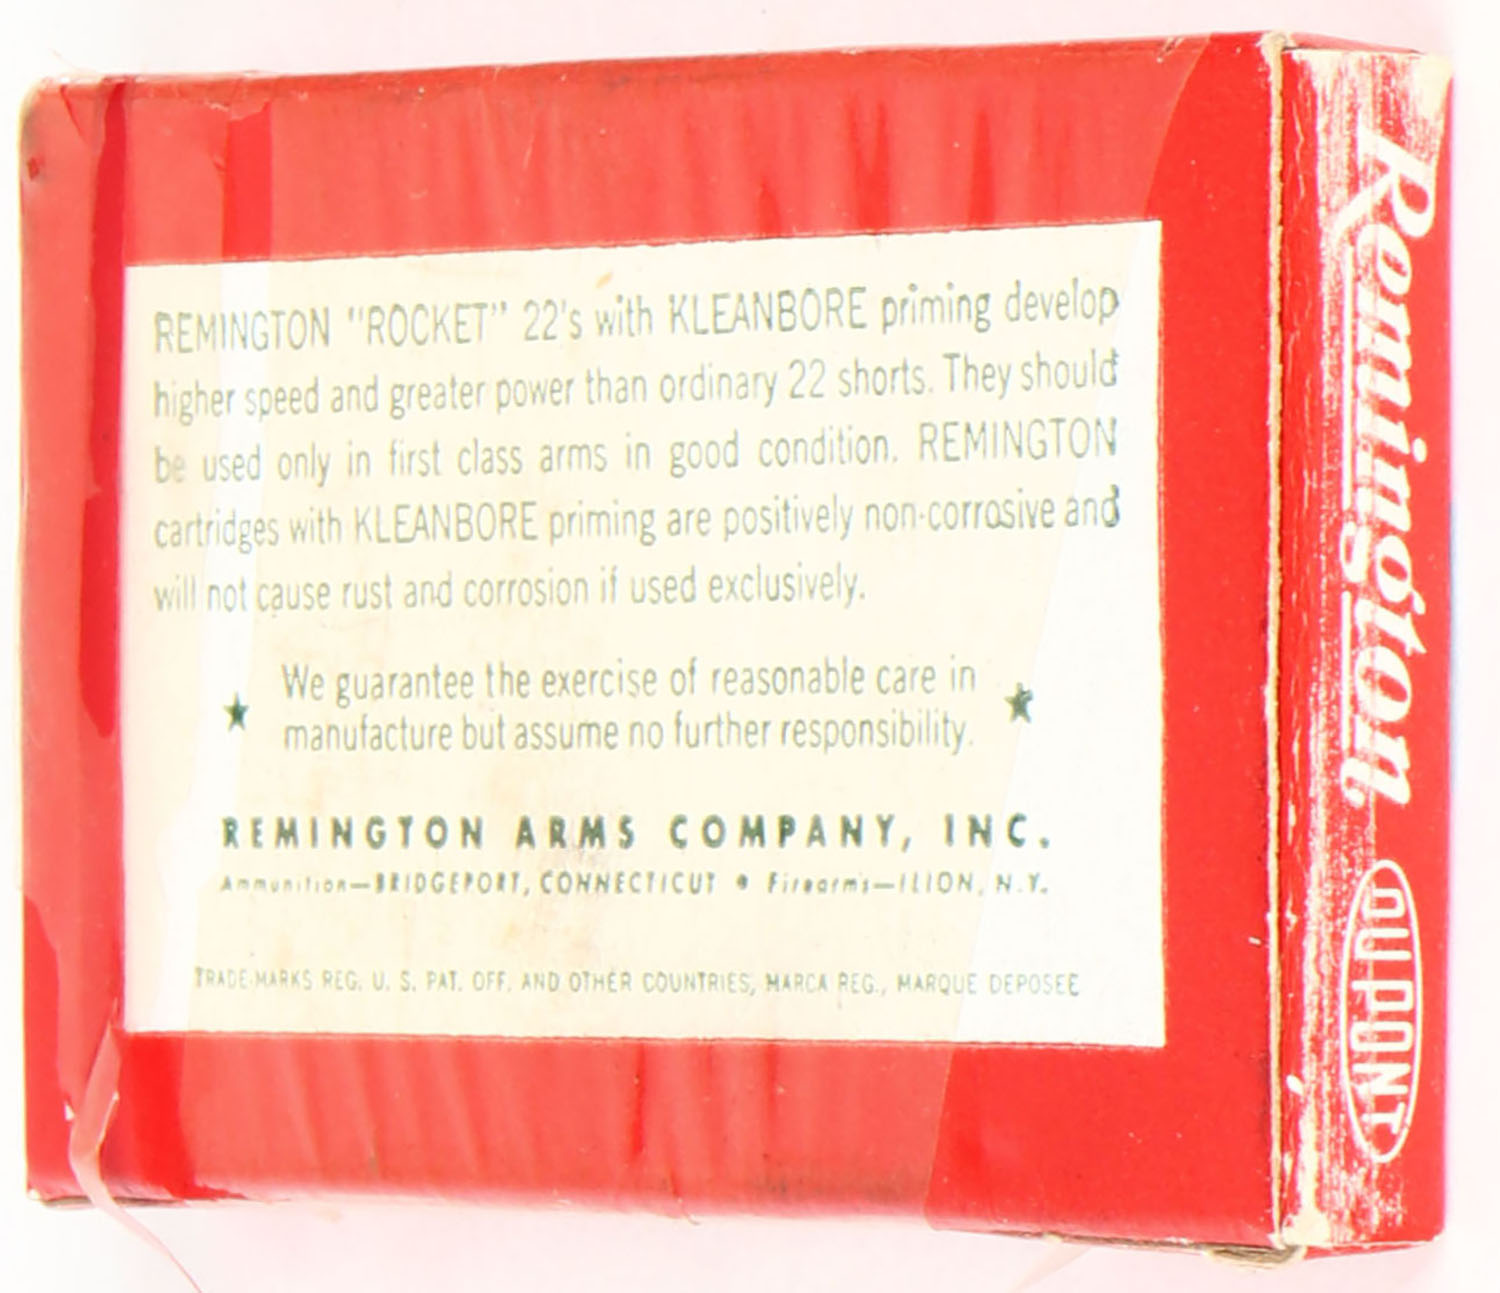 REMINGTON "ROCKET" 22's with KLEANBORE priming develop
higher speed and greater power than ordinary 22 shorts. They should
be used only in first class arms in good condition. REMINGTON
cartridges with KLEANBORE priming are positively non-corrosive and
will not cause rust and corrosion if used exclusively.
★ We guarantee the exercise of reasonable care in ★
manufacture but assume no further responsibility.
REMINGTON ARMS COMPANY, INC.
Ammunition—BRIDGEPORT, CONNECTICUT • Firearms—ILION, N.Y.
TRADE-MARKS REG. U. S. PAT. OFF. AND OTHER COUNTRIES, MARCA REG., MARQUE DEPOSEE
Remington
DUPONT